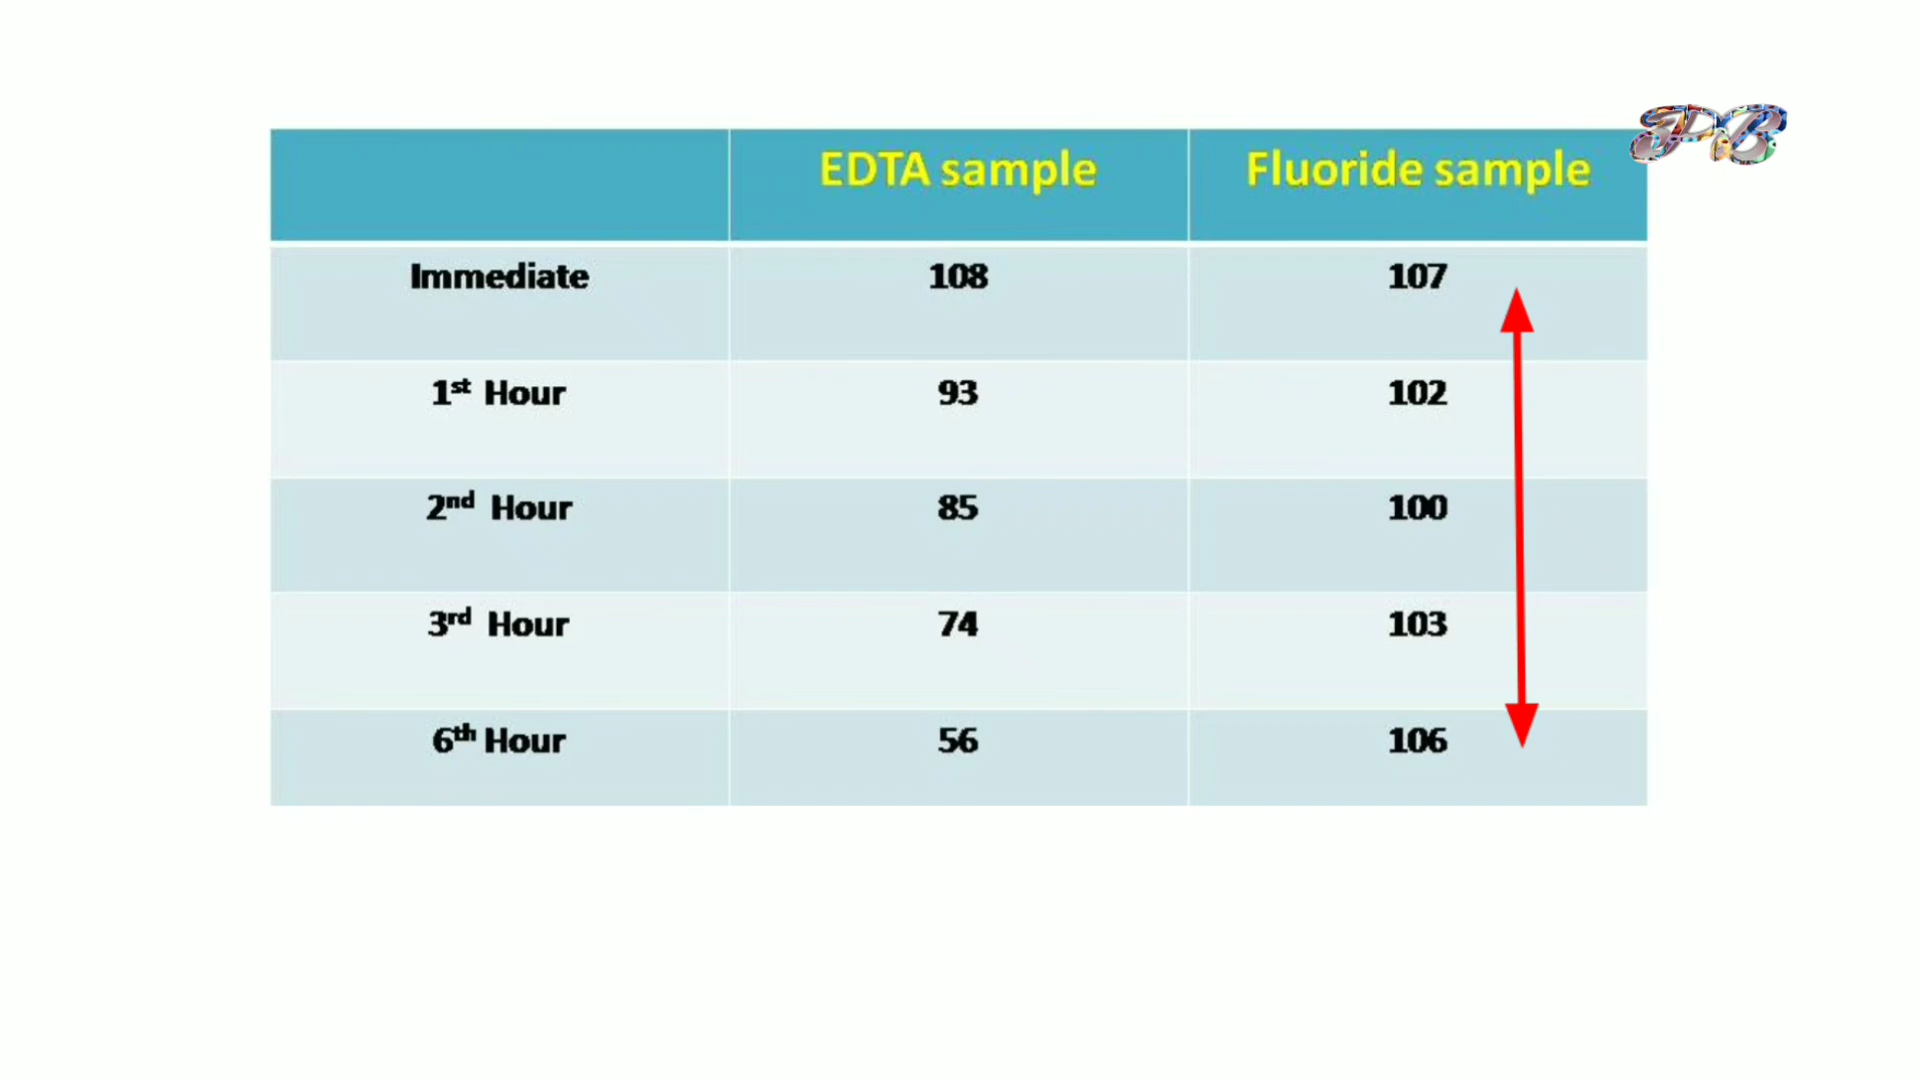 EDTA sample Fluoride sample
Immediate 108 107
1st Hour 93 102
2nd Hour 85 100
3rd Hour 74 103
6th Hour 56 106
PB